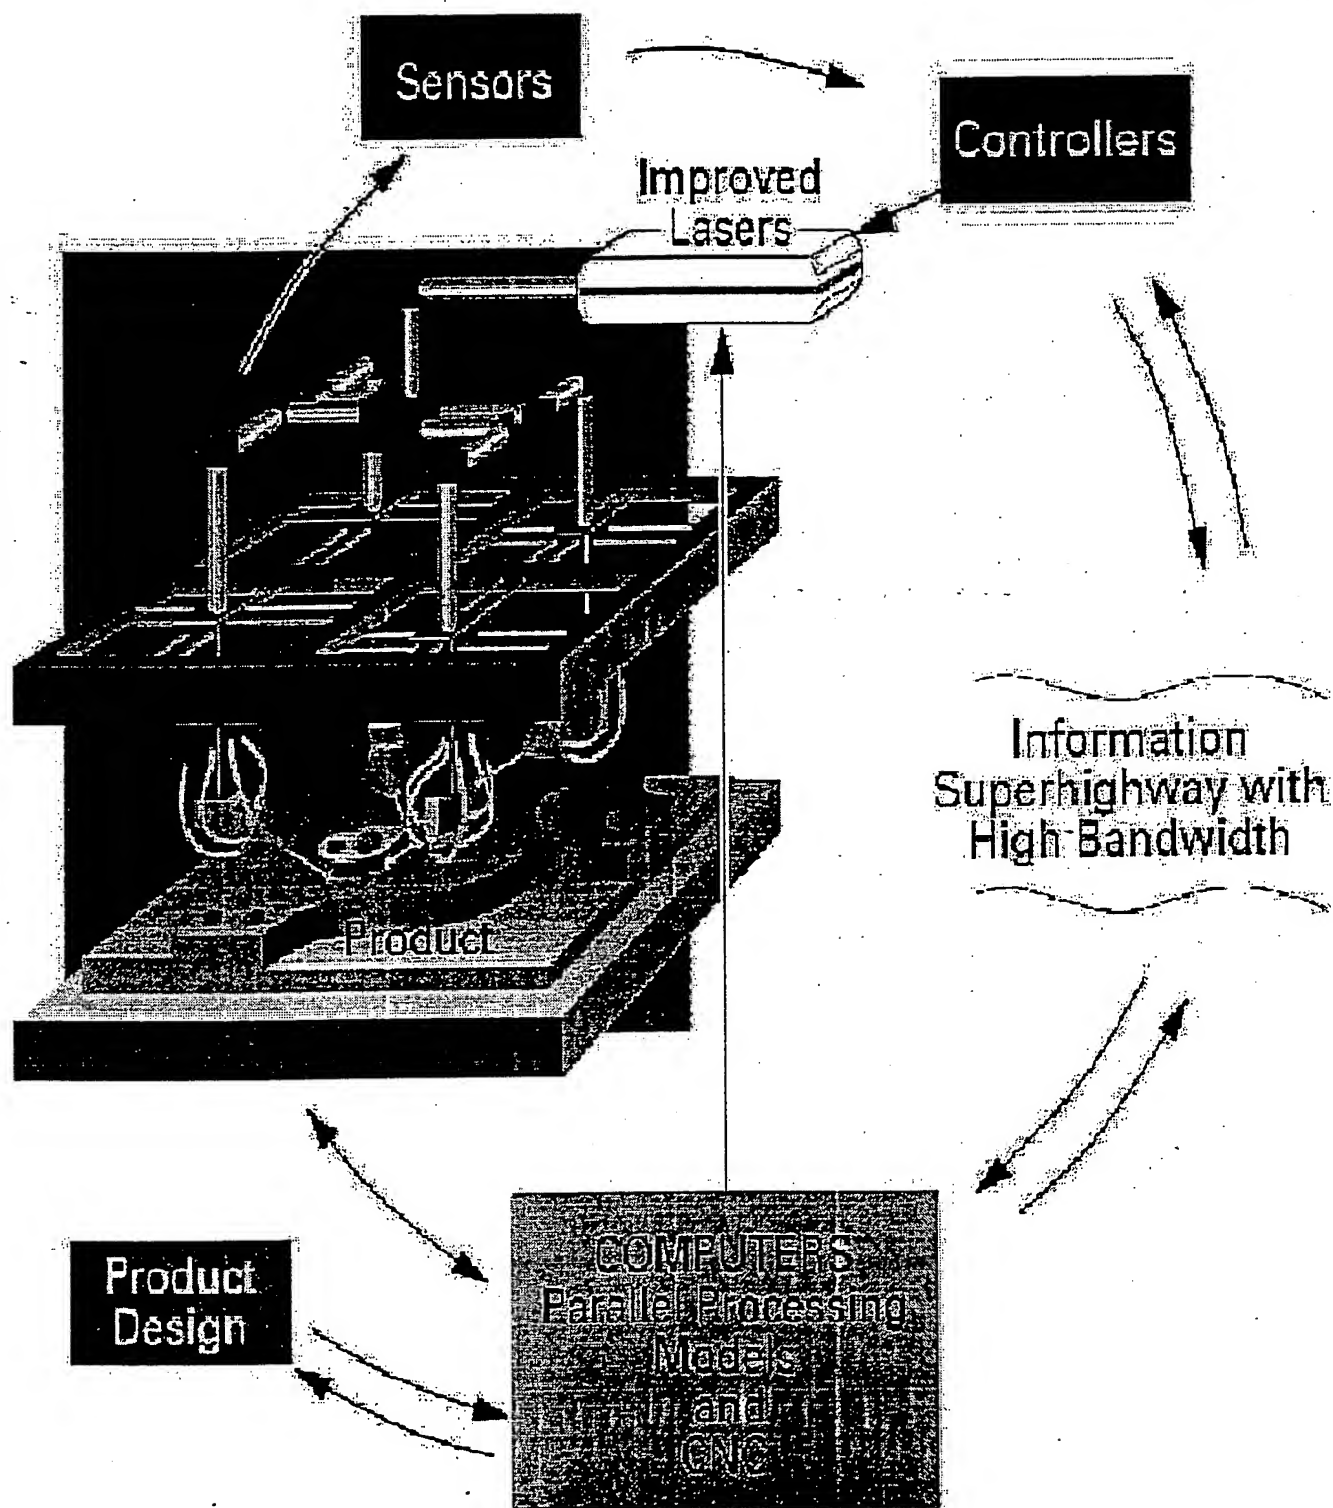 Sensors
Controllers
Improved
Lasers
Information
Superhighway with
High Bandwidth
Product
Product
Design
COMPUTERS
Parallel Processing
Models
and
CNC